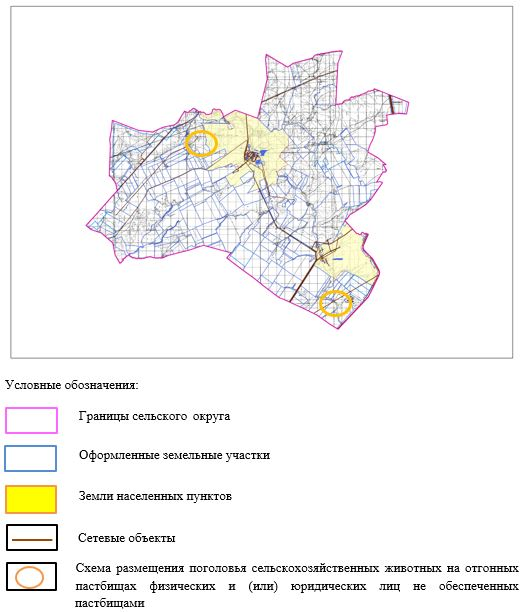 Условные обозначения:
Границы сельского округа
Оформленные земельные участки
Земли населенных пунктов
Сетевые объекты
Схема размещения поголовья сельскохозяйственных животных на отгонных
пастбищах физических и (или) юридических лиц не обеспеченных
пастбищами